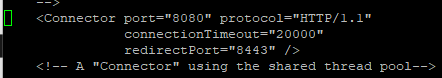 -->
<Connector port="8080" protocol="HTTP/1.1"
connectionTimeout="20000"
redirectPort="8443" />
<!-- A "Connector" using the shared thread pool-->